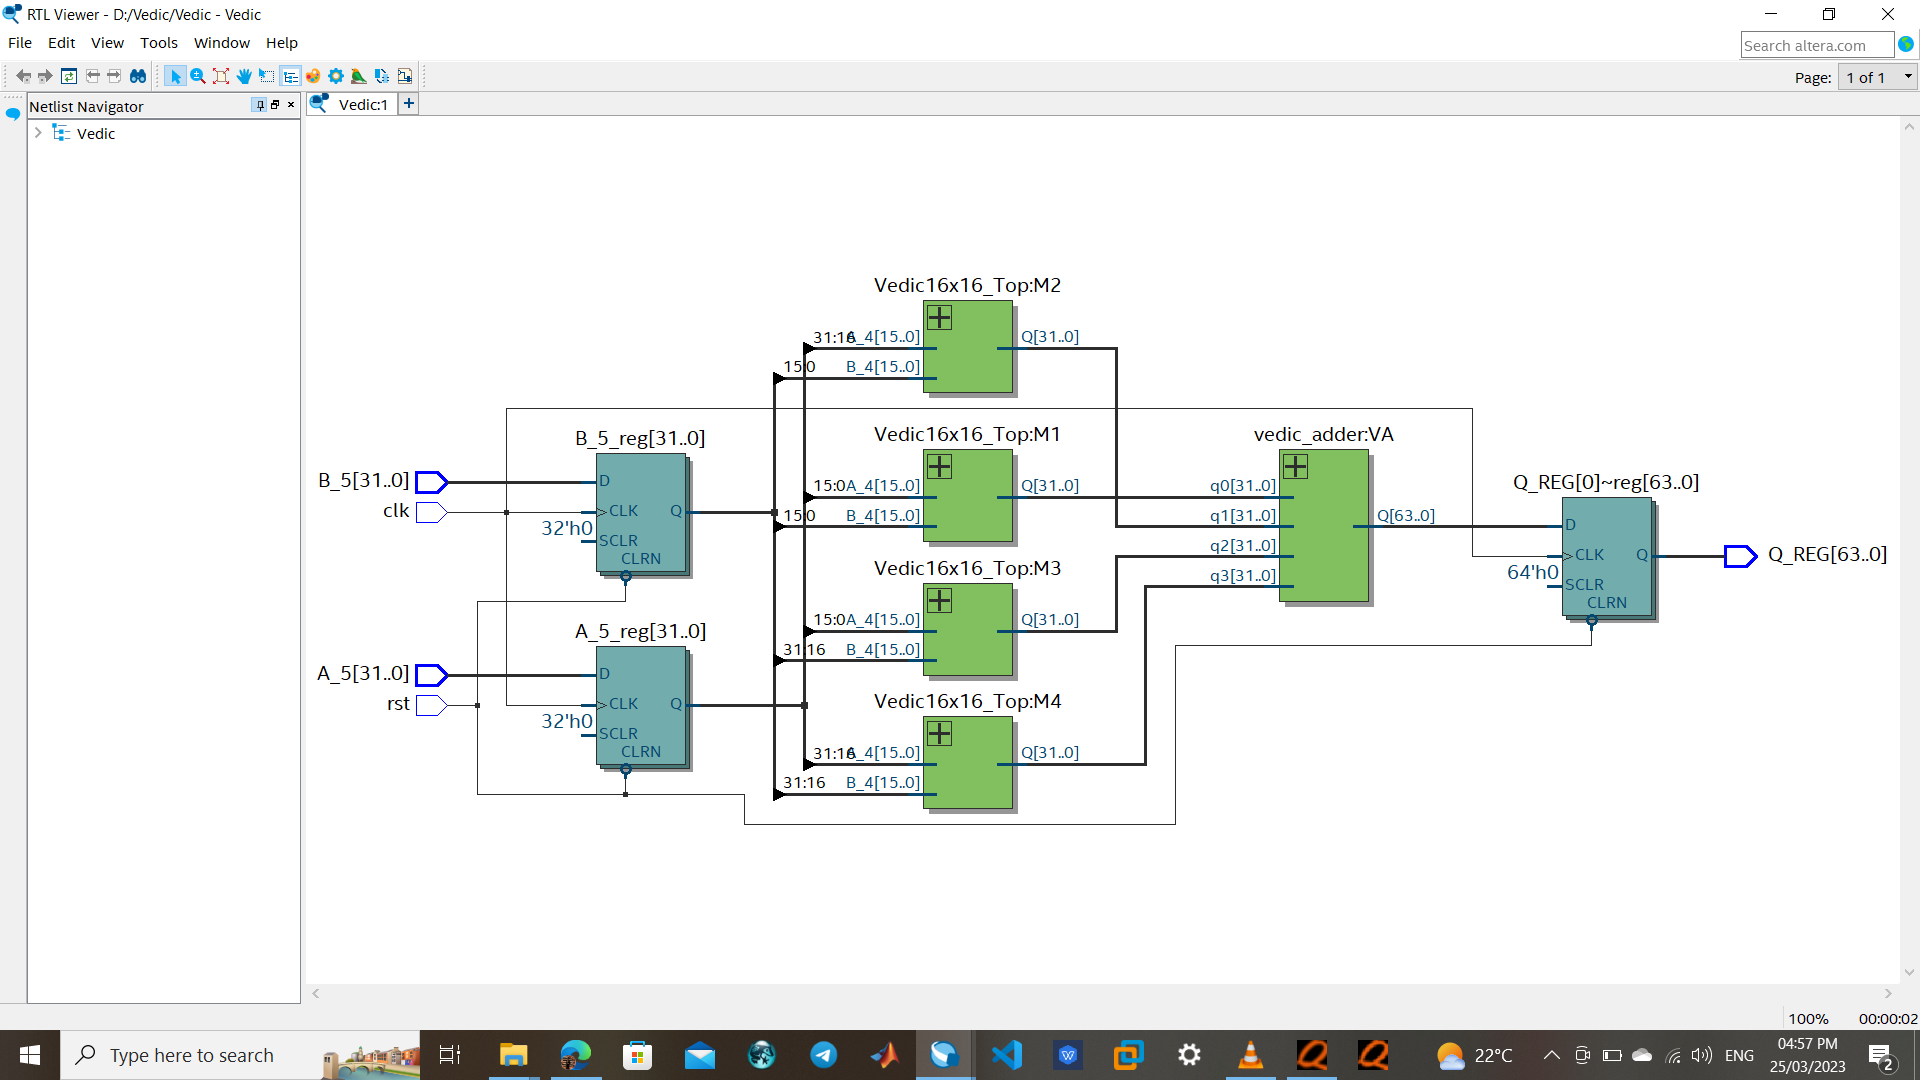 RTL Viewer - D:/Vedic/Vedic - Vedic
File Edit View Tools Window Help
Search altera.com
Page: 1 of 1
Netlist Navigator
Vedic:1
Vedic
Vedic16x16_Top:M2
31:16 A_4[15..0] Q[31..0]
15:0 B_4[15..0]
B_5_reg[31..0]
Vedic16x16_Top:M1
vedic_adder:VA
B_5[31..0] D
15:0 A_4[15..0] Q[31..0]
q0[31..0]
Q_REG[0]~reg[63..0]
clk CLK Q
15:0 B_4[15..0]
q1[31..0] Q[63..0] D
32'h0 SCLR
CLRN
q2[31..0]
CLK Q Q_REG[63..0]
Vedic16x16_Top:M3
q3[31..0]
64'h0 SCLR
CLRN
A_5_reg[31..0]
15:0 A_4[15..0] Q[31..0]
31:16 B_4[15..0]
A_5[31..0] D
rst CLK Q
Vedic16x16_Top:M4
32'h0 SCLR
CLRN
31:16 A_4[15..0] Q[31..0]
31:16 B_4[15..0]
100% 00:00:02
Type here to search
22°C
ENG
04:57 PM
25/03/2023
2